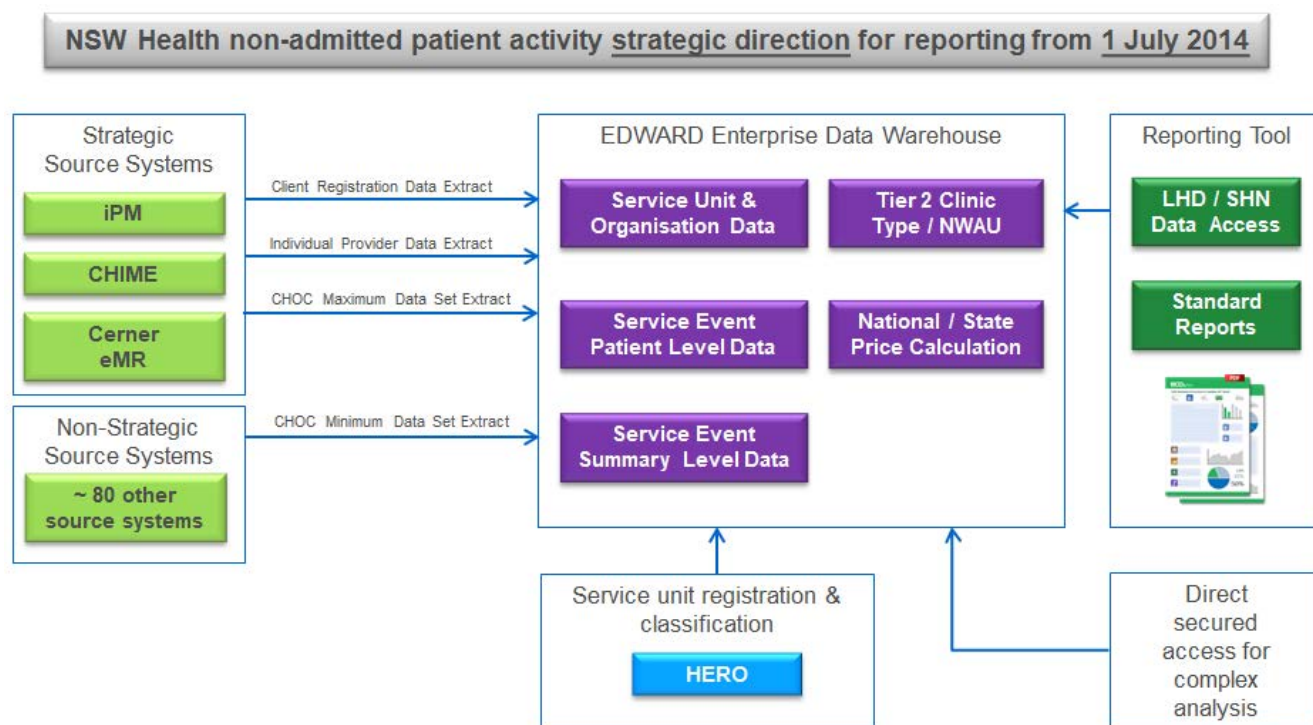 NSW Health non-admitted patient activity strategic direction for reporting from 1 July 2014
Strategic
Source Systems
iPM
CHIME
Cerner
eMR
Non-Strategic
Source Systems
~ 80 other
source systems
Client Registration Data Extract
Individual Provider Data Extract
CHOC Maximum Data Set Extract
CHOC Minimum Data Set Extract
EDWARD Enterprise Data Warehouse
Service Unit &
Organisation Data
Tier 2 Clinic
Type / NWAU
Service Event
Patient Level Data
National / State
Price Calculation
Service Event
Summary Level Data
Service unit registration &
classification
HERO
Reporting Tool
LHD / SHN
Data Access
Standard
Reports
PDF
50%
Direct
secured
access for
complex
analysis